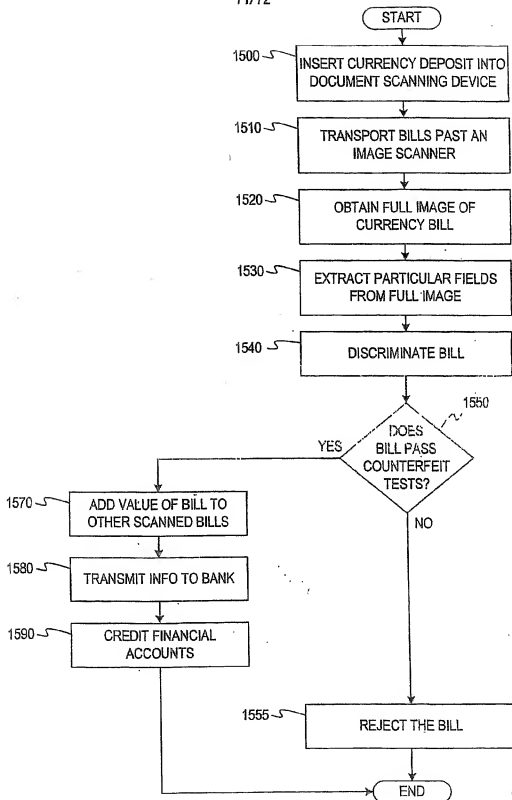 START
1500
INSERT CURRENCY DEPOSIT INTO
DOCUMENT SCANNING DEVICE
1510
TRANSPORT BILLS PAST AN
IMAGE SCANNER
1520
OBTAIN FULL IMAGE OF
CURRENCY BILL
1530
EXTRACT PARTICULAR FIELDS
FROM FULL IMAGE
1540
DISCRIMINATE BILL
1550
DOES
BILL PASS
COUNTERFEIT
TESTS?
YES
NO
1570
ADD VALUE OF BILL TO
OTHER SCANNED BILLS
1580
TRANSMIT INFO TO BANK
1590
CREDIT FINANCIAL
ACCOUNTS
1555
REJECT THE BILL
END